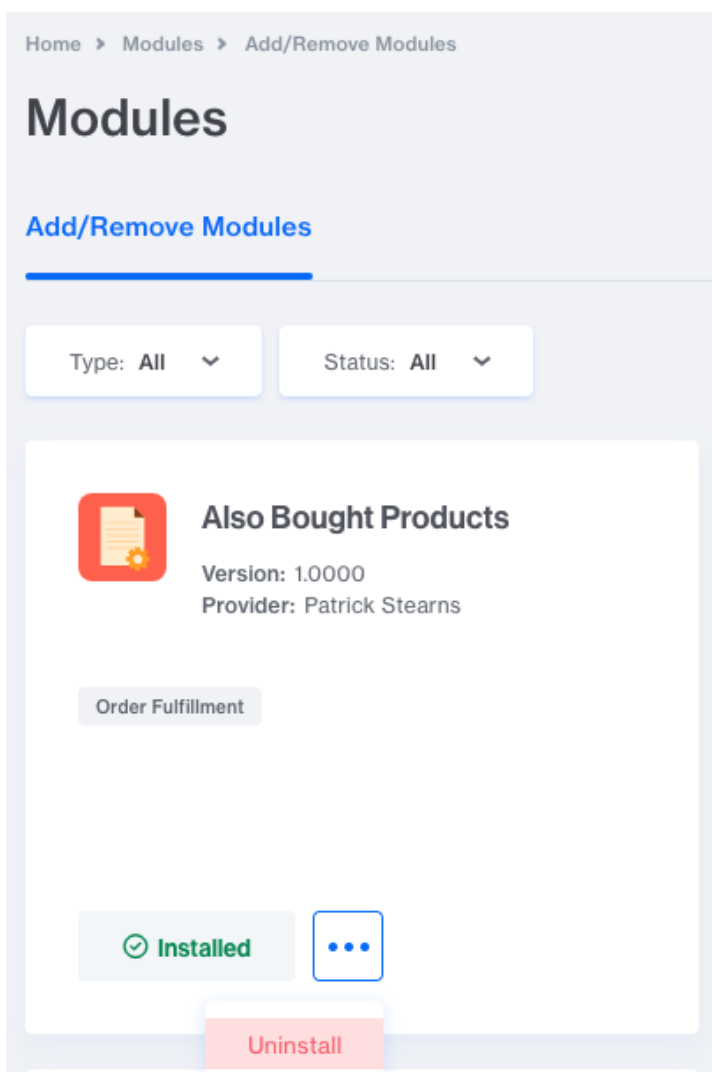 Home > Modules > Add/Remove Modules
Modules
Add/Remove Modules
Type: All
Status: All
Also Bought Products
Version: 1.0000
Provider: Patrick Stearns
Order Fulfillment
Installed
Uninstall